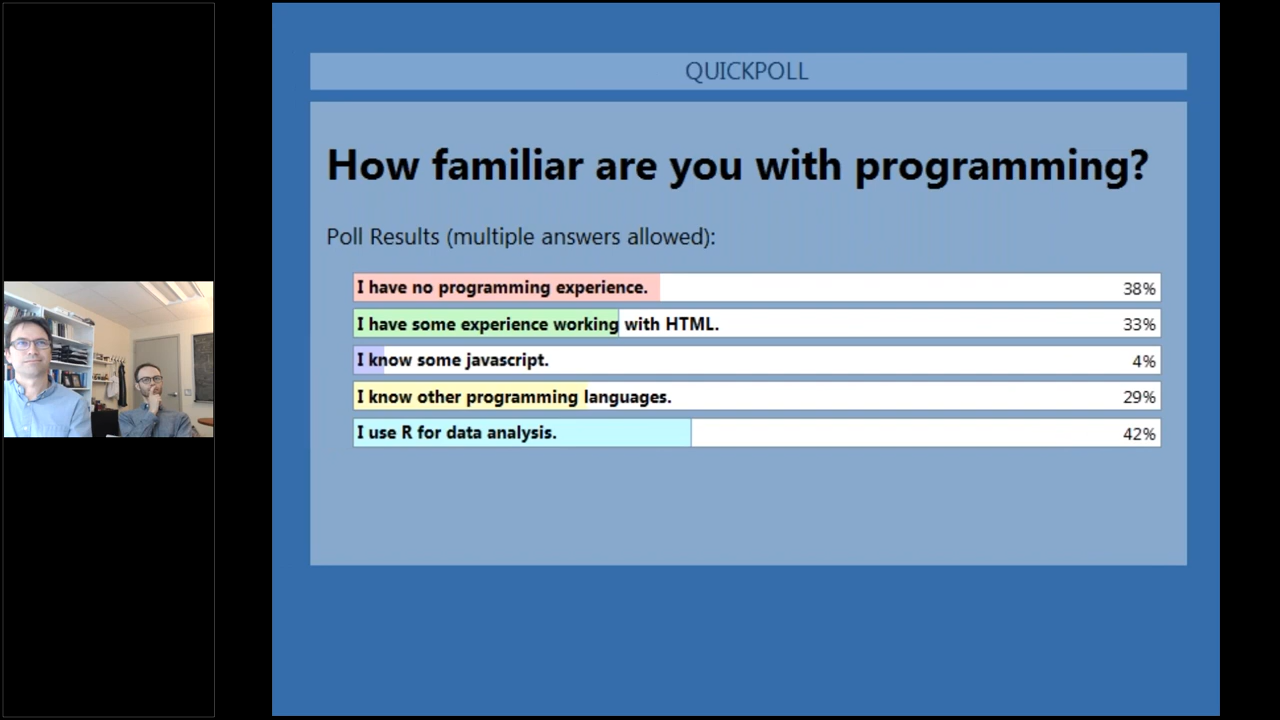 QUICKPOLL
How familiar are you with programming?
Poll Results (multiple answers allowed):
I have no programming experience. 38%
I have some experience working with HTML. 33%
I know some javascript. 4%
I know other programming languages. 29%
I use R for data analysis. 42%